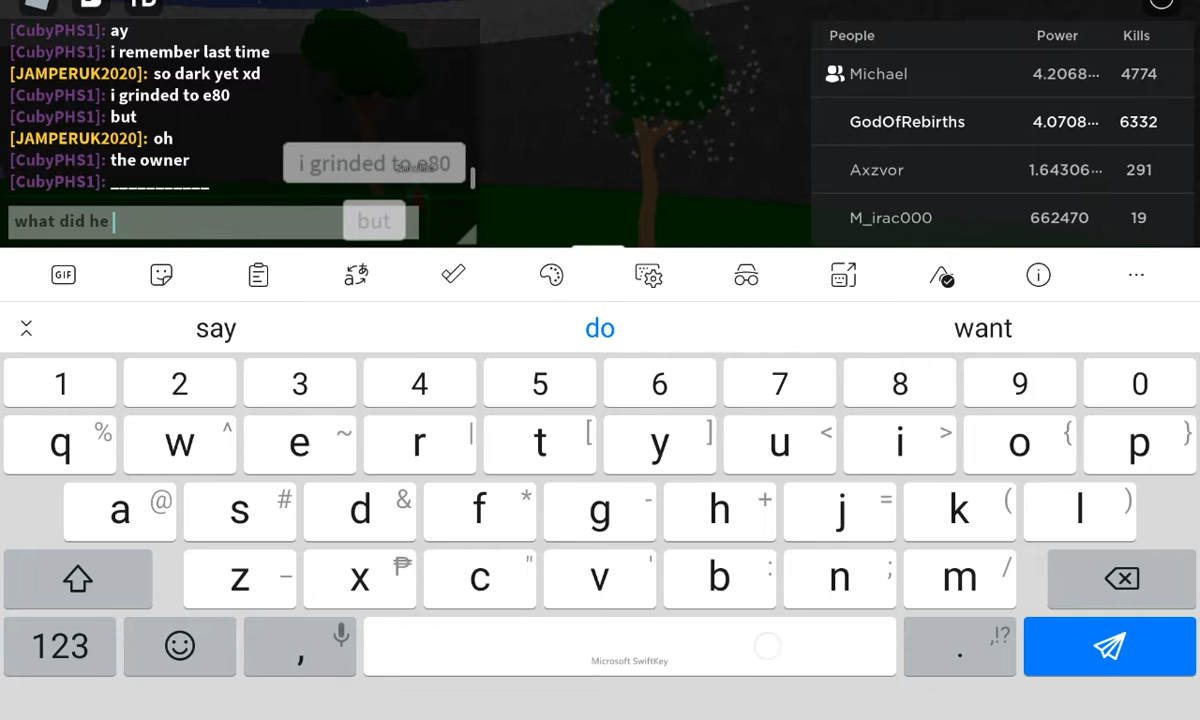 [CubyPHS1]: ay
[CubyPHS1]: i remember last time
[JAMPERUK2020]: so dark yet xd
[CubyPHS1]: i grinded to e80
[CubyPHS1]: but
[JAMPERUK2020]: oh
[CubyPHS1]: the owner
[CubyPHS1]: ___________
what did he
i grinded to e80
but
People Power Kills
Michael 4.2068... 4774
GodOfRebirths 4.0708... 6332
Axzvor 1.64306... 291
M_irac000 662470 19
GIF
say do want
1 2 3 4 5 6 7 8 9 0
q % w ^ e ~ r | t [ y ] u < i > o { p }
a @ s # d & f * g - h + j = k ( l )
z – x ₱ c " v ' b : n ; m /
123 , Microsoft SwiftKey . ,!?